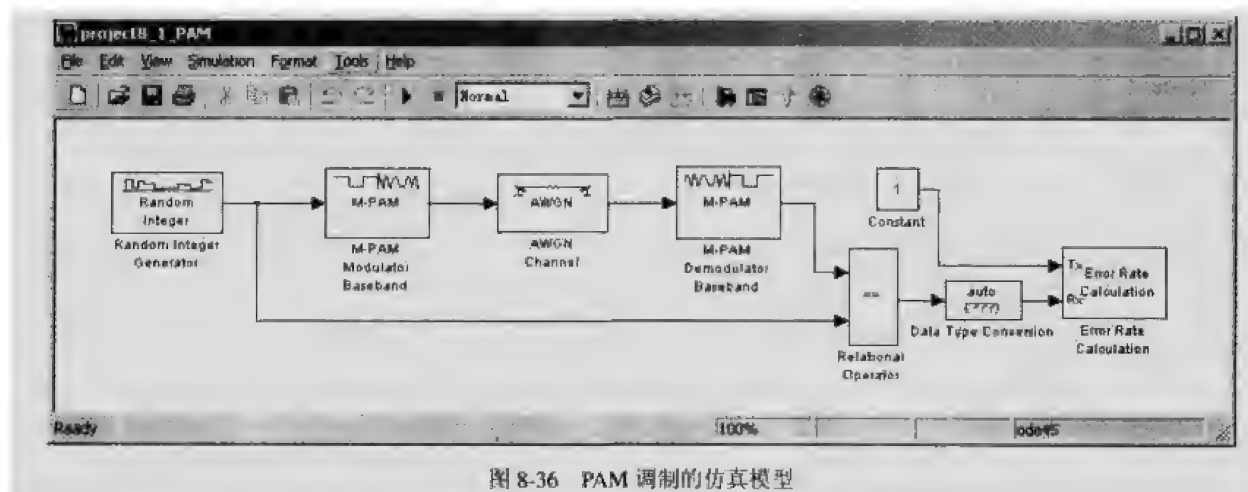 project8_1_PAM
File Edit View Simulation Format Tools Help
Normal
Random
Integer
Random Integer
Generator
M-PAM
M-PAM
Modulator
Baseband
AWGN
AWGN
Channel
M-PAM
M-PAM
Demodulator
Baseband
1
Constant
==
Relational
Operator
auto
(???)
Data Type Conversion
Tx
Rx
Error Rate
Calculation
Error Rate
Calculation
Ready
100%
ode45
图 8-36 PAM 调制的仿真模型